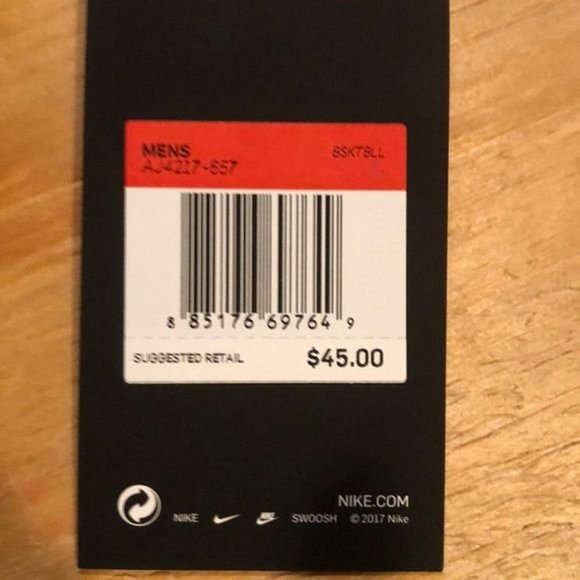 MENS BSKTBLL
AJ4217-657
8 85176 69764 9
SUGGESTED RETAIL $45.00
NIKE.COM
NIKE SWOOSH © 2017 Nike